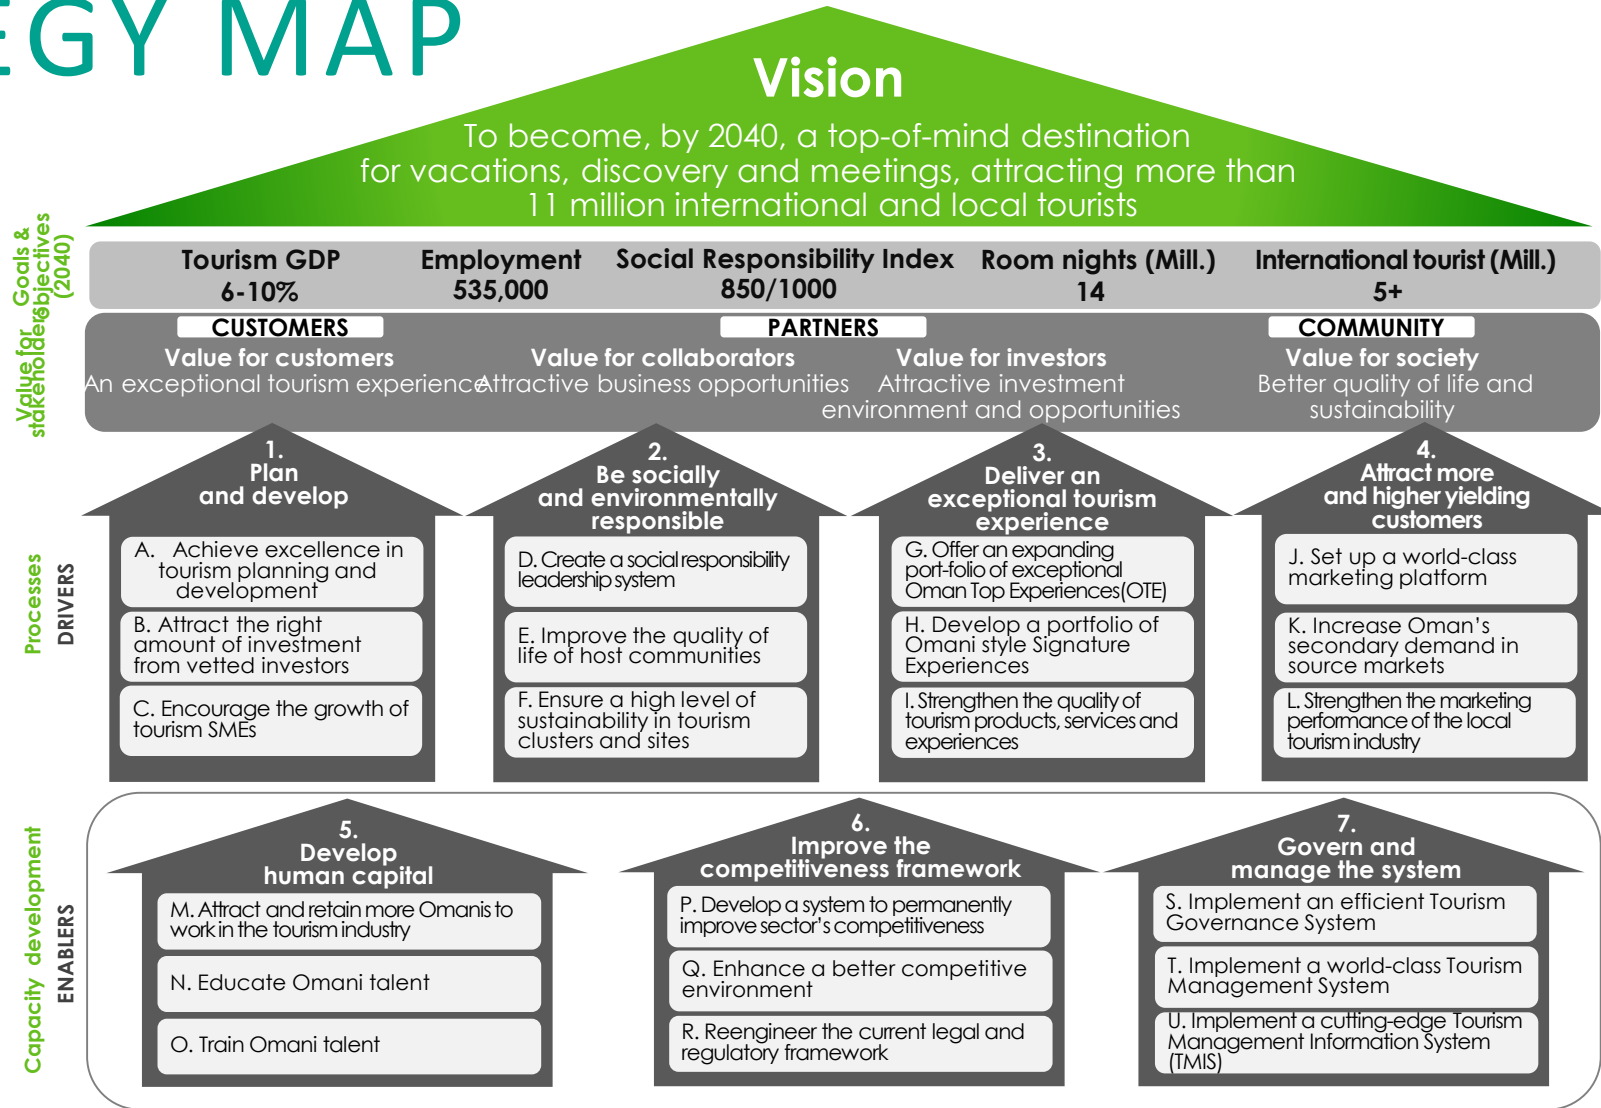 EGY MAP
Vision
To become, by 2040, a top-of-mind destination
for vacations, discovery and meetings, attracting more than
11 million international and local tourists
Goals &
objectives
(2040)
Tourism GDP
6-10%
Employment
535,000
Social Responsibility Index
850/1000
Room nights (Mill.)
14
International tourist (Mill.)
5+
Value for
stakeholders
CUSTOMERS
Value for customers
An exceptional tourism experience
PARTNERS
Value for collaborators
Attractive business opportunities
Value for investors
Attractive investment
environment and opportunities
COMMUNITY
Value for society
Better quality of life and
sustainability
Processes
DRIVERS
1.
Plan
and develop
A. Achieve excellence in
tourism planning and
development
B. Attract the right
amount of investment
from vetted investors
C. Encourage the growth of
tourism SMEs
2.
Be socially
and environmentally
responsible
D. Create a social responsibility
leadership system
E. Improve the quality of
life of host communities
F. Ensure a high level of
sustainability in tourism
clusters and sites
3.
Deliver an
exceptional tourism
experience
G. Offer an expanding
port-folio of exceptional
Oman Top Experiences(OTE)
H. Develop a portfolio of
Omani style Signature
Experiences
I. Strengthen the quality of
tourism products, services and
experiences
4.
Attract more
and higher yielding
customers
J. Set up a world-class
marketing platform
K. Increase Oman's
secondary demand in
source markets
L. Strengthen the marketing
performance of the local
tourism industry
Capacity development
ENABLERS
5.
Develop
human capital
M. Attract and retain more Omanis to
work in the tourism industry
N. Educate Omani talent
O. Train Omani talent
6.
Improve the
competitiveness framework
P. Develop a system to permanently
improve sector's competitiveness
Q. Enhance a better competitive
environment
R. Reengineer the current legal and
regulatory framework
7.
Govern and
manage the system
S. Implement an efficient Tourism
Governance System
T. Implement a world-class Tourism
Management System
U. Implement a cutting-edge Tourism
Management Information System
(TMIS)